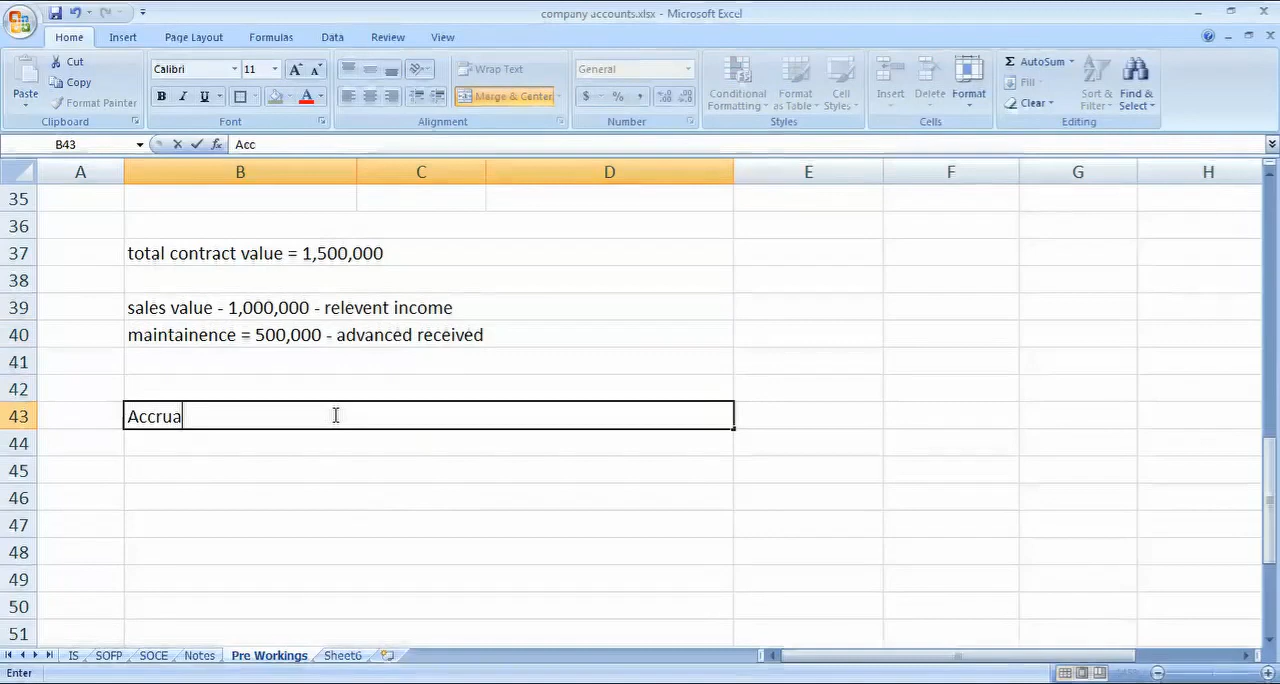 company accounts.xlsx - Microsoft Excel
Home Insert Page Layout Formulas Data Review View
Paste
Cut
Copy
Format Painter
Clipboard
Calibri 11
B I U A
Font
Wrap Text
Marge & Center
Alignment
General
$ % ,
Number
Conditional Formatting
Format as Table
Cell Styles
Styles
Insert Delete Format
Cells
AutoSum
Fill
Clear
Sort & Filter
Find & Select
Editing
B43 fx Acc
A B C D E F G H
35
36
37 total contract value = 1,500,000
38
39 sales value - 1,000,000 - relevent income
40 maintainence = 500,000 - advanced received
41
42
43 Accrua
44
45
46
47
48
49
50
51
IS SOFP SOCE Notes Pre Workings Sheet6
Enter